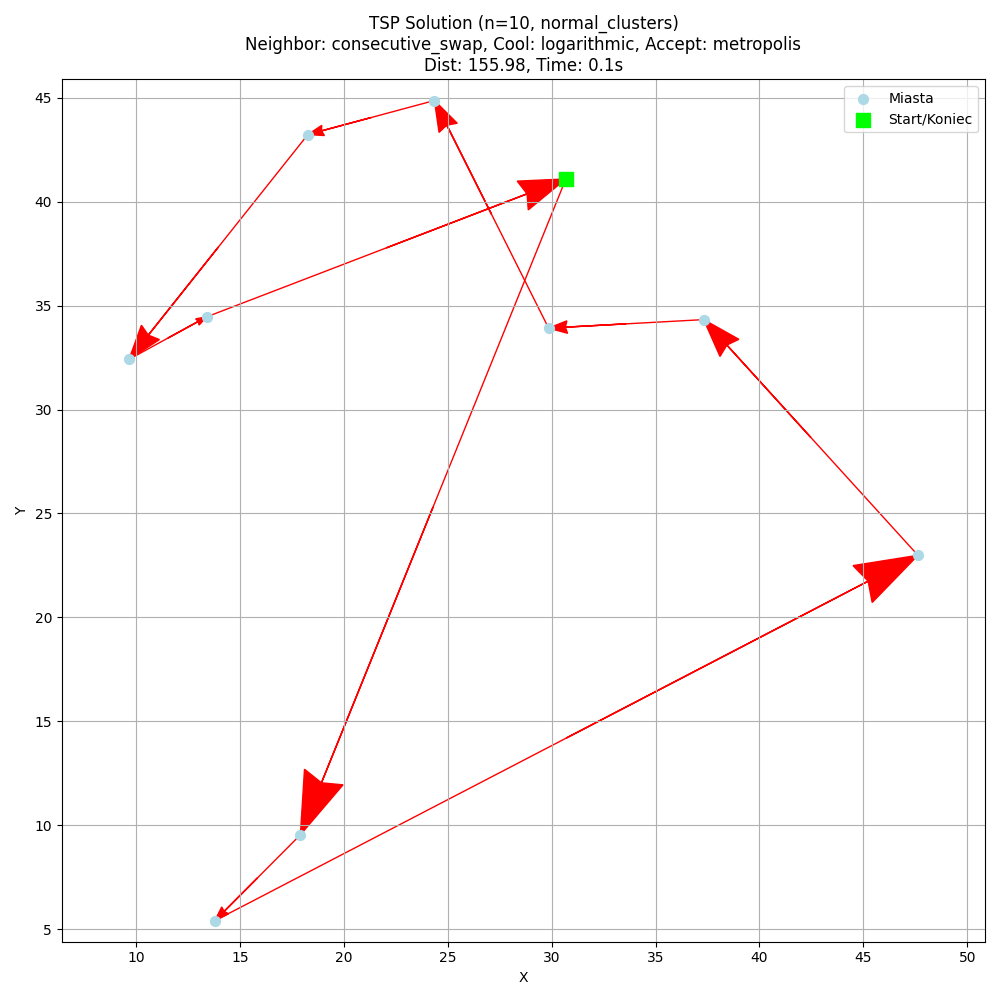 TSP Solution (n=10, normal_clusters)
Neighbor: consecutive_swap, Cool: logarithmic, Accept: metropolis
Dist: 155.98, Time: 0.1s
Miasta
Start/Koniec
45
40
35
30
25
20
15
10
5
Y
10
15
20
25
30
35
40
45
50
X